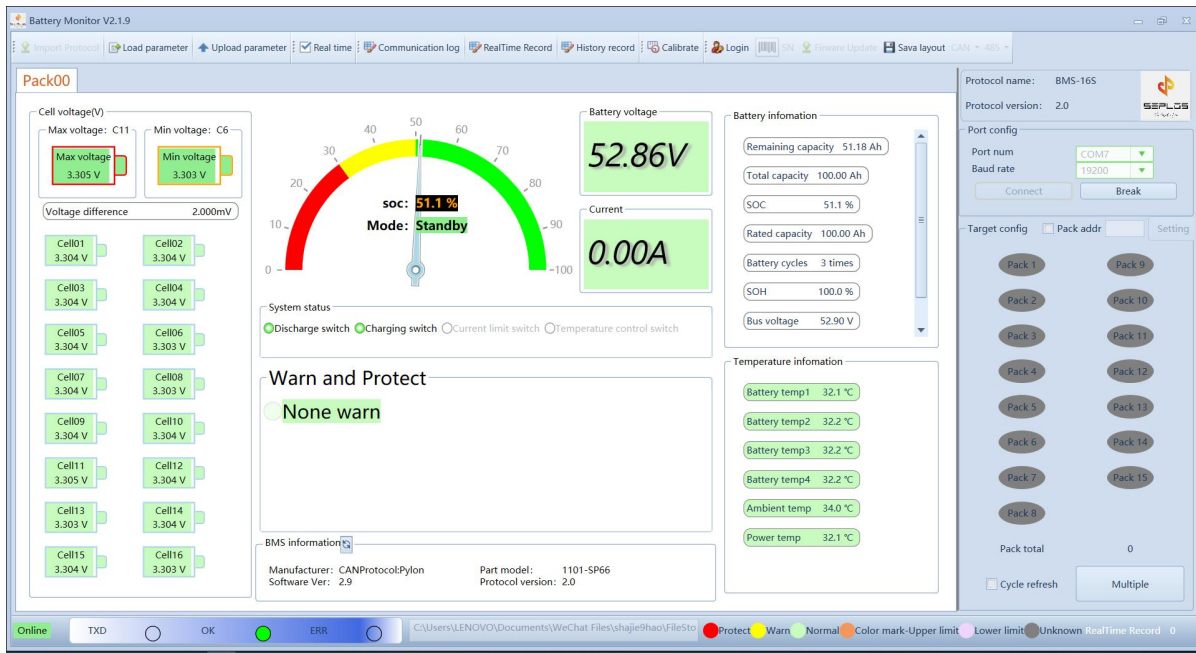 Battery Monitor V2.1.9
Import Protocol Load parameter Upload parameter Real time Communication log RealTime Record History record Calibrate Login SN Firware Update Sava layout CAN 485
Pack00
Cell voltage(V)
Max voltage: C11 Min voltage: C6
Max voltage
3.305 V
Min voltage
3.303 V
Voltage difference 2.000mV
Cell01
3.304 V
Cell02
3.304 V
Cell03
3.304 V
Cell04
3.304 V
Cell05
3.304 V
Cell06
3.303 V
Cell07
3.304 V
Cell08
3.303 V
Cell09
3.304 V
Cell10
3.304 V
Cell11
3.305 V
Cell12
3.304 V
Cell13
3.303 V
Cell14
3.304 V
Cell15
3.304 V
Cell16
3.303 V
0 10 20 30 40 50 60 70 80 90 100
soc: 51.1 %
Mode: Standby
Battery voltage
52.86V
Current
0.00A
System status
Discharge switch Charging switch Current limit switch Temperature control switch
Warn and Protect
None warn
BMS information
Manufacturer: CANProtocol:Pylon Part model: 1101-SP66
Software Ver: 2.9 Protocol version: 2.0
Battery infomation
Remaining capacity 51.18 Ah
Total capacity 100.00 Ah
SOC 51.1 %
Rated capacity 100.00 Ah
Battery cycles 3 times
SOH 100.0 %
Bus voltage 52.90 V
Temperature infomation
Battery temp1 32.1 ℃
Battery temp2 32.2 ℃
Battery temp3 32.2 ℃
Battery temp4 32.2 ℃
Ambient temp 34.0 ℃
Power temp 32.1 ℃
Protocol name: BMS-16S
Protocol version: 2.0
SEPLOS
Port config
Port num COM7
Baud rate 19200
Connect Break
Target config Pack addr Setting
Pack 1 Pack 9
Pack 2 Pack 10
Pack 3 Pack 11
Pack 4 Pack 12
Pack 5 Pack 13
Pack 6 Pack 14
Pack 7 Pack 15
Pack 8
Pack total 0
Cycle refresh Multiple
Online TXD OK ERR C:\Users\LENOVO\Documents\WeChat Files\shajie9hao\FileSto Protect Warn Normal Color mark-Upper limit Lower limit Unknown RealTime Record 0